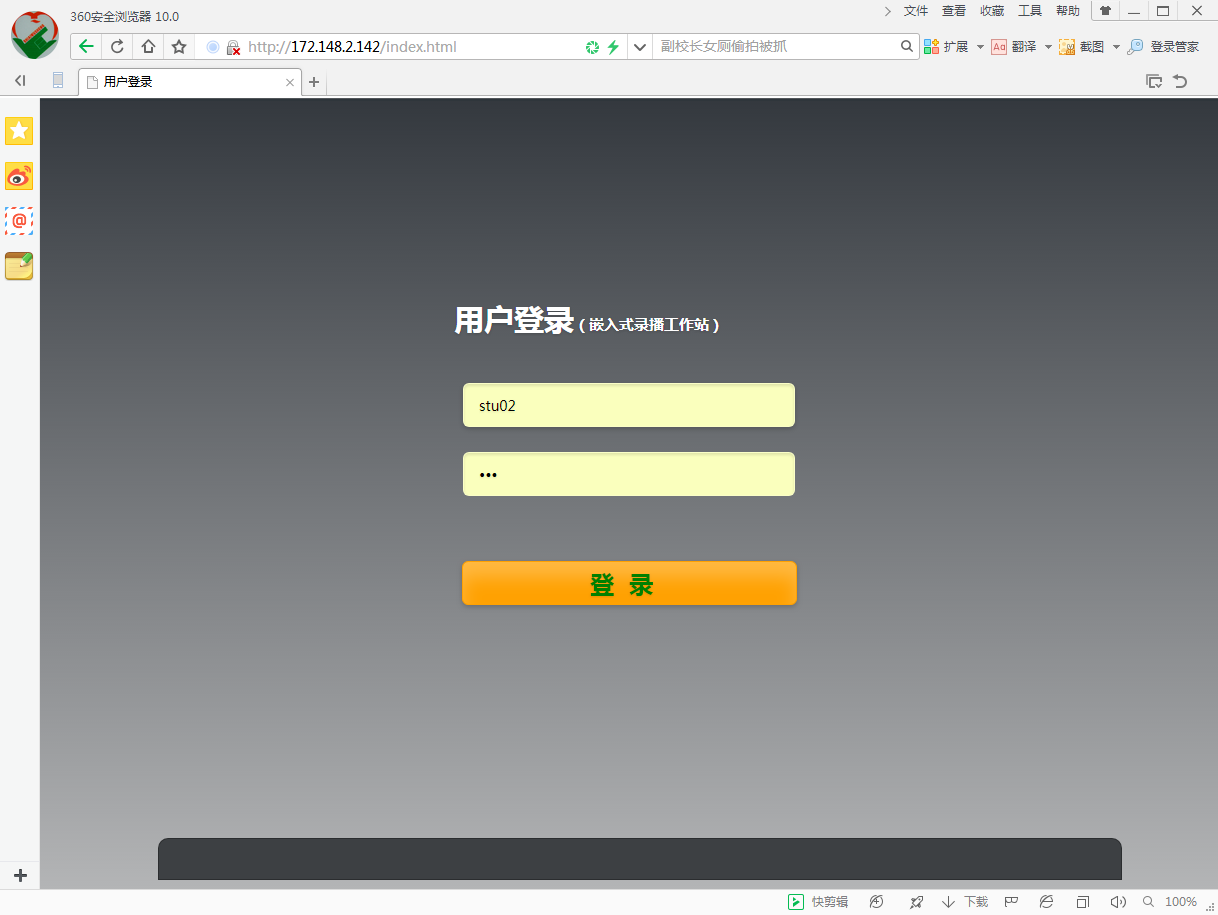 360安全浏览器 10.0
文件 查看 收藏 工具 帮助
http://172.148.2.142/index.html
副校长女厕偷拍被抓
扩展 Aa 翻译 截图 登录管家
用户登录
@
用户登录 ( 嵌入式录播工作站 )
stu02
•••
登 录
快剪辑 下载 100%